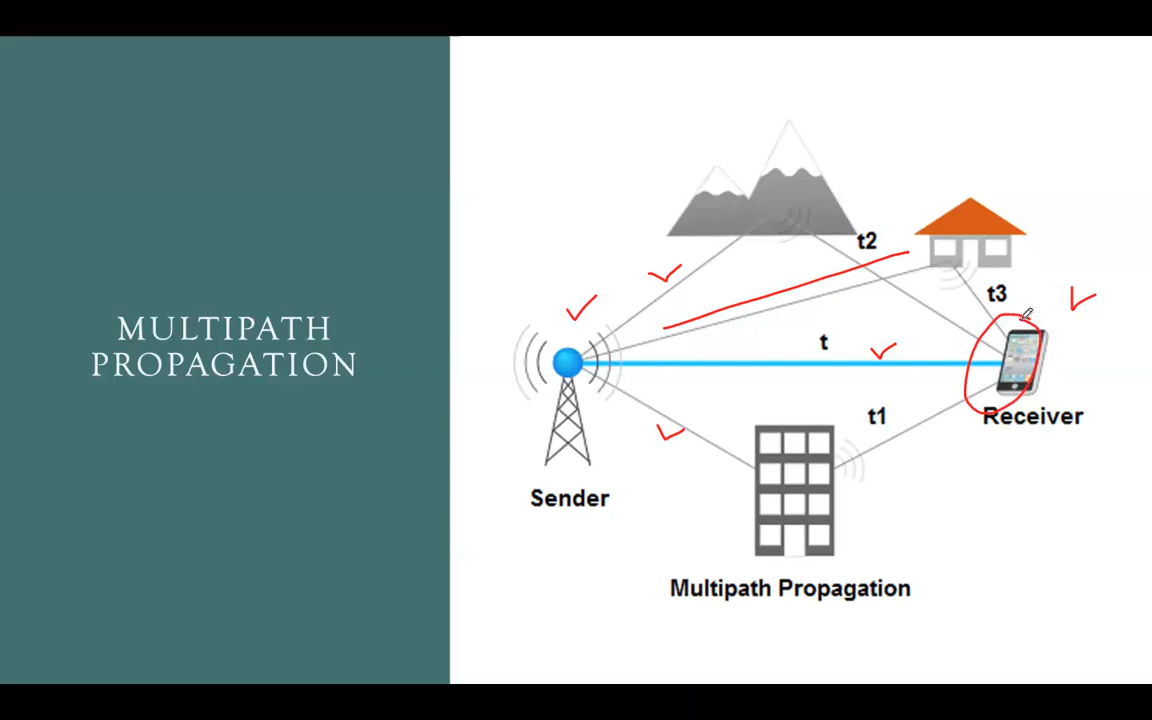 MULTIPATH
PROPAGATION
t2
t3
t
t1
Receiver
Sender
Multipath Propagation